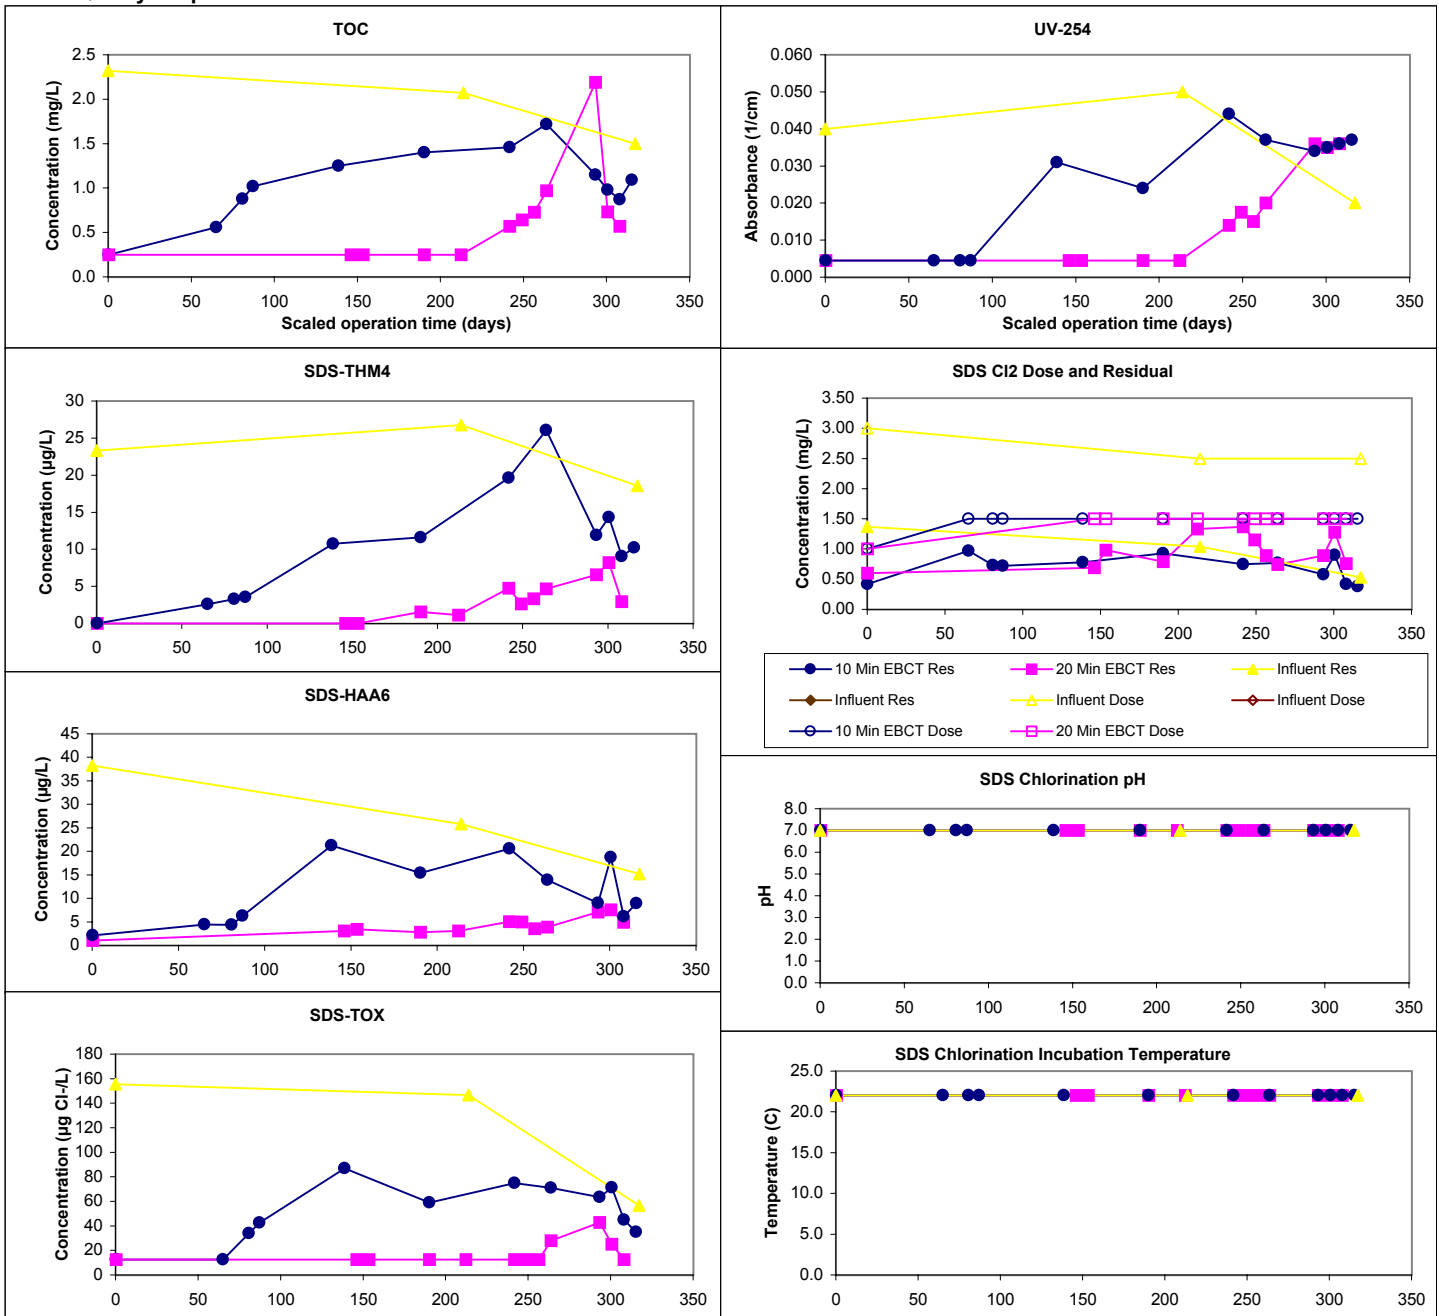 TOC
Concentration (mg/L)
2.5
2.0
1.5
1.0
0.5
0.0
0 50 100 150 200 250 300 350
Scaled operation time (days)
UV-254
Absorbance (1/cm)
0.060
0.050
0.040
0.030
0.020
0.010
0.000
0 50 100 150 200 250 300 350
Scaled operation time (days)
SDS-THM4
Concentration (µg/L)
30
25
20
15
10
5
0
0 50 100 150 200 250 300 350
SDS Cl2 Dose and Residual
Concentration (mg/L)
3.50
3.00
2.50
2.00
1.50
1.00
0.50
0.00
0 50 100 150 200 250 300 350
10 Min EBCT Res 20 Min EBCT Res Influent Res
Influent Res Influent Dose Influent Dose
10 Min EBCT Dose 20 Min EBCT Dose
SDS-HAA6
Concentration (µg/L)
45
40
35
30
25
20
15
10
5
0
0 50 100 150 200 250 300 350
SDS Chlorination pH
pH
8.0
7.0
6.0
5.0
4.0
3.0
2.0
1.0
0.0
0 50 100 150 200 250 300 350
SDS-TOX
Concentration (µg Cl-/L)
180
160
140
120
100
80
60
40
20
0
0 50 100 150 200 250 300 350
SDS Chlorination Incubation Temperature
Temperature (C)
25.0
20.0
15.0
10.0
5.0
0.0
0 50 100 150 200 250 300 350